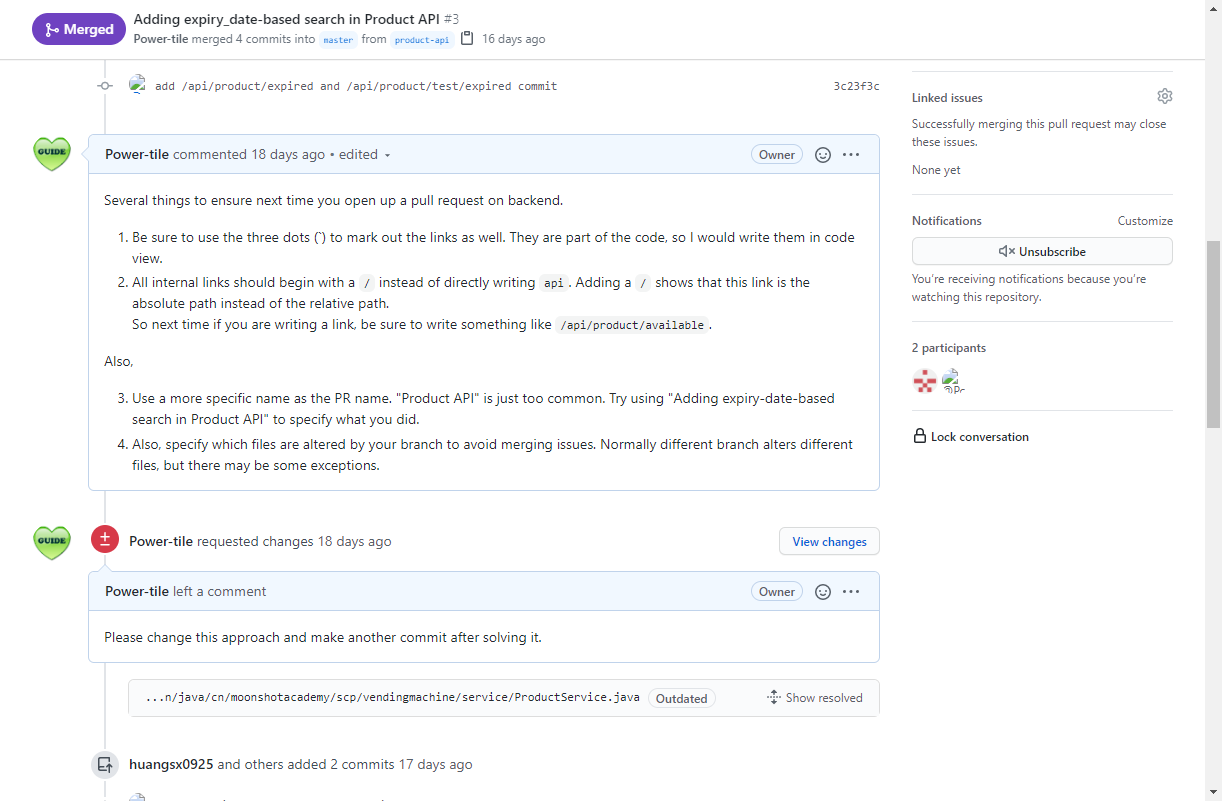 Merged
Adding expiry_date-based search in Product API #3
Power-tile merged 4 commits into master from product-api 16 days ago
add /api/product/expired and /api/product/test/expired commit 3c23f3c
GUIDE
Power-tile commented 18 days ago • edited
Owner
Several things to ensure next time you open up a pull request on backend.
1. Be sure to use the three dots (`) to mark out the links as well. They are part of the code, so I would write them in code
view.
2. All internal links should begin with a / instead of directly writing api. Adding a / shows that this link is the
absolute path instead of the relative path.
So next time if you are writing a link, be sure to write something like /api/product/available.
Also,
3. Use a more specific name as the PR name. "Product API" is just too common. Try using "Adding expiry-date-based
search in Product API" to specify what you did.
4. Also, specify which files are altered by your branch to avoid merging issues. Normally different branch alters different
files, but there may be some exceptions.
GUIDE
Power-tile requested changes 18 days ago
View changes
Power-tile left a comment
Owner
Please change this approach and make another commit after solving it.
...n/java/cn/moonshotacademy/scp/vendingmachine/service/ProductService.java Outdated Show resolved
huangsx0925 and others added 2 commits 17 days ago
Linked issues
Successfully merging this pull request may close
these issues.
None yet
Notifications Customize
Unsubscribe
You're receiving notifications because you're
watching this repository.
2 participants
Lock conversation